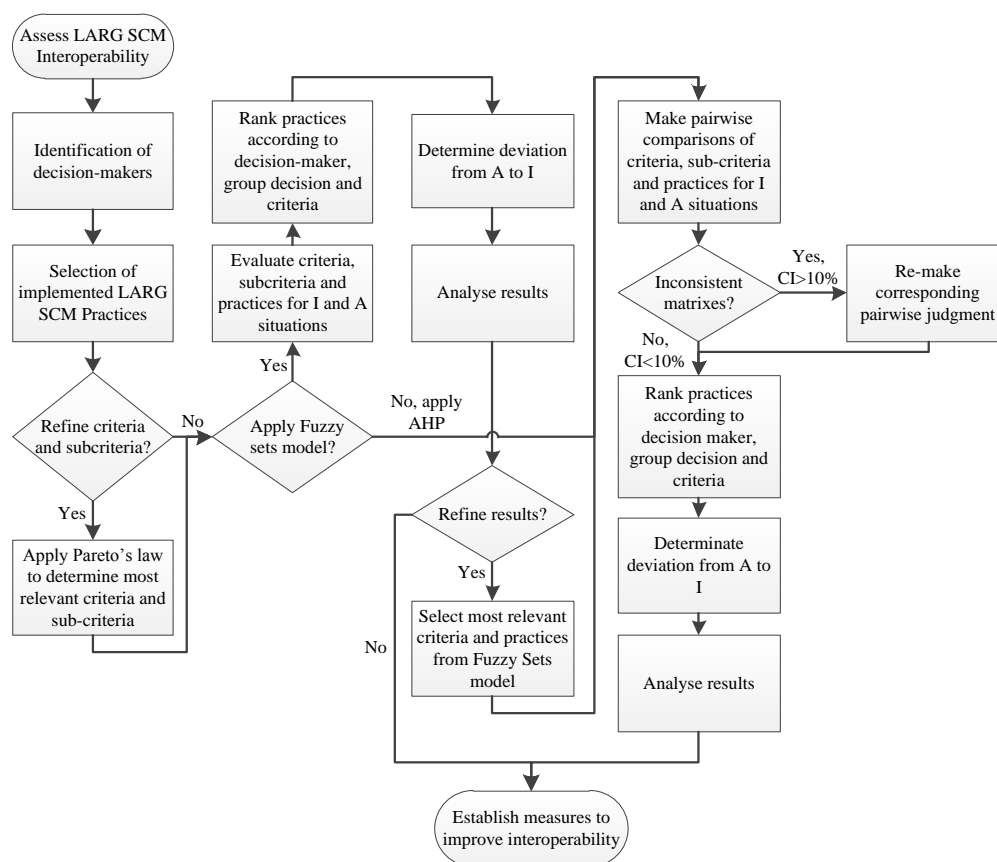 Assess LARG SCM
Interoperability
Identification of
decision-makers
Selection of
implemented LARG
SCM Practices
Refine criteria
and subcriteria?
No
Yes
Apply Pareto’s law
to determine most
relevant criteria and
sub-criteria
Rank practices
according to
decision-maker,
group decision and
criteria
Evaluate criteria,
subcriteria and
practices for I and A
situations
Yes
Apply Fuzzy
sets model?
No, apply
AHP
Determine deviation
from A to I
Analyse results
Refine results?
Yes
No
Select most relevant
criteria and practices
from Fuzzy Sets
model
Make pairwise
comparisons of
criteria, sub-criteria
and practices for I
and A situations
Inconsistent
matrixes?
Yes,
CI>10%
Re-make
corresponding
pairwise judgment
No,
CI<10%
Rank practices
according to
decision maker,
group decision and
criteria
Determinate
deviation from A to
I
Analyse results
Establish measures to
improve interoperability